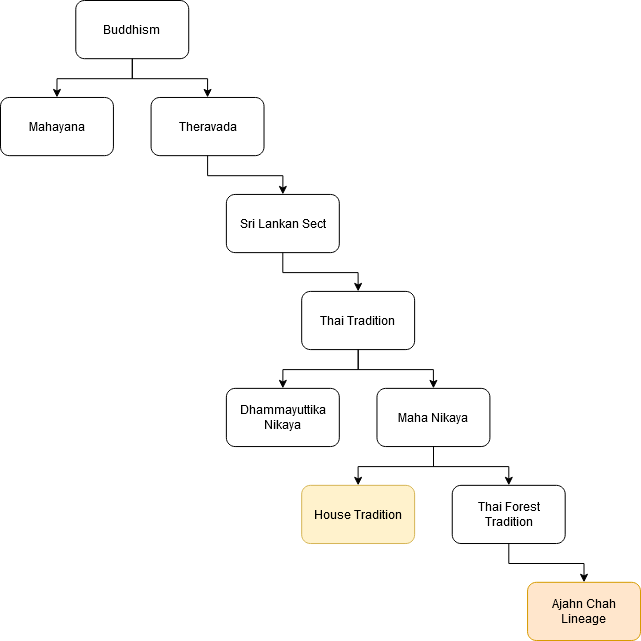 Buddhism
Mahayana
Theravada
Sri Lankan Sect
Thai Tradition
Dhammayuttika
Nikaya
Maha Nikaya
House Tradition
Thai Forest
Tradition
Ajahn Chah
Lineage